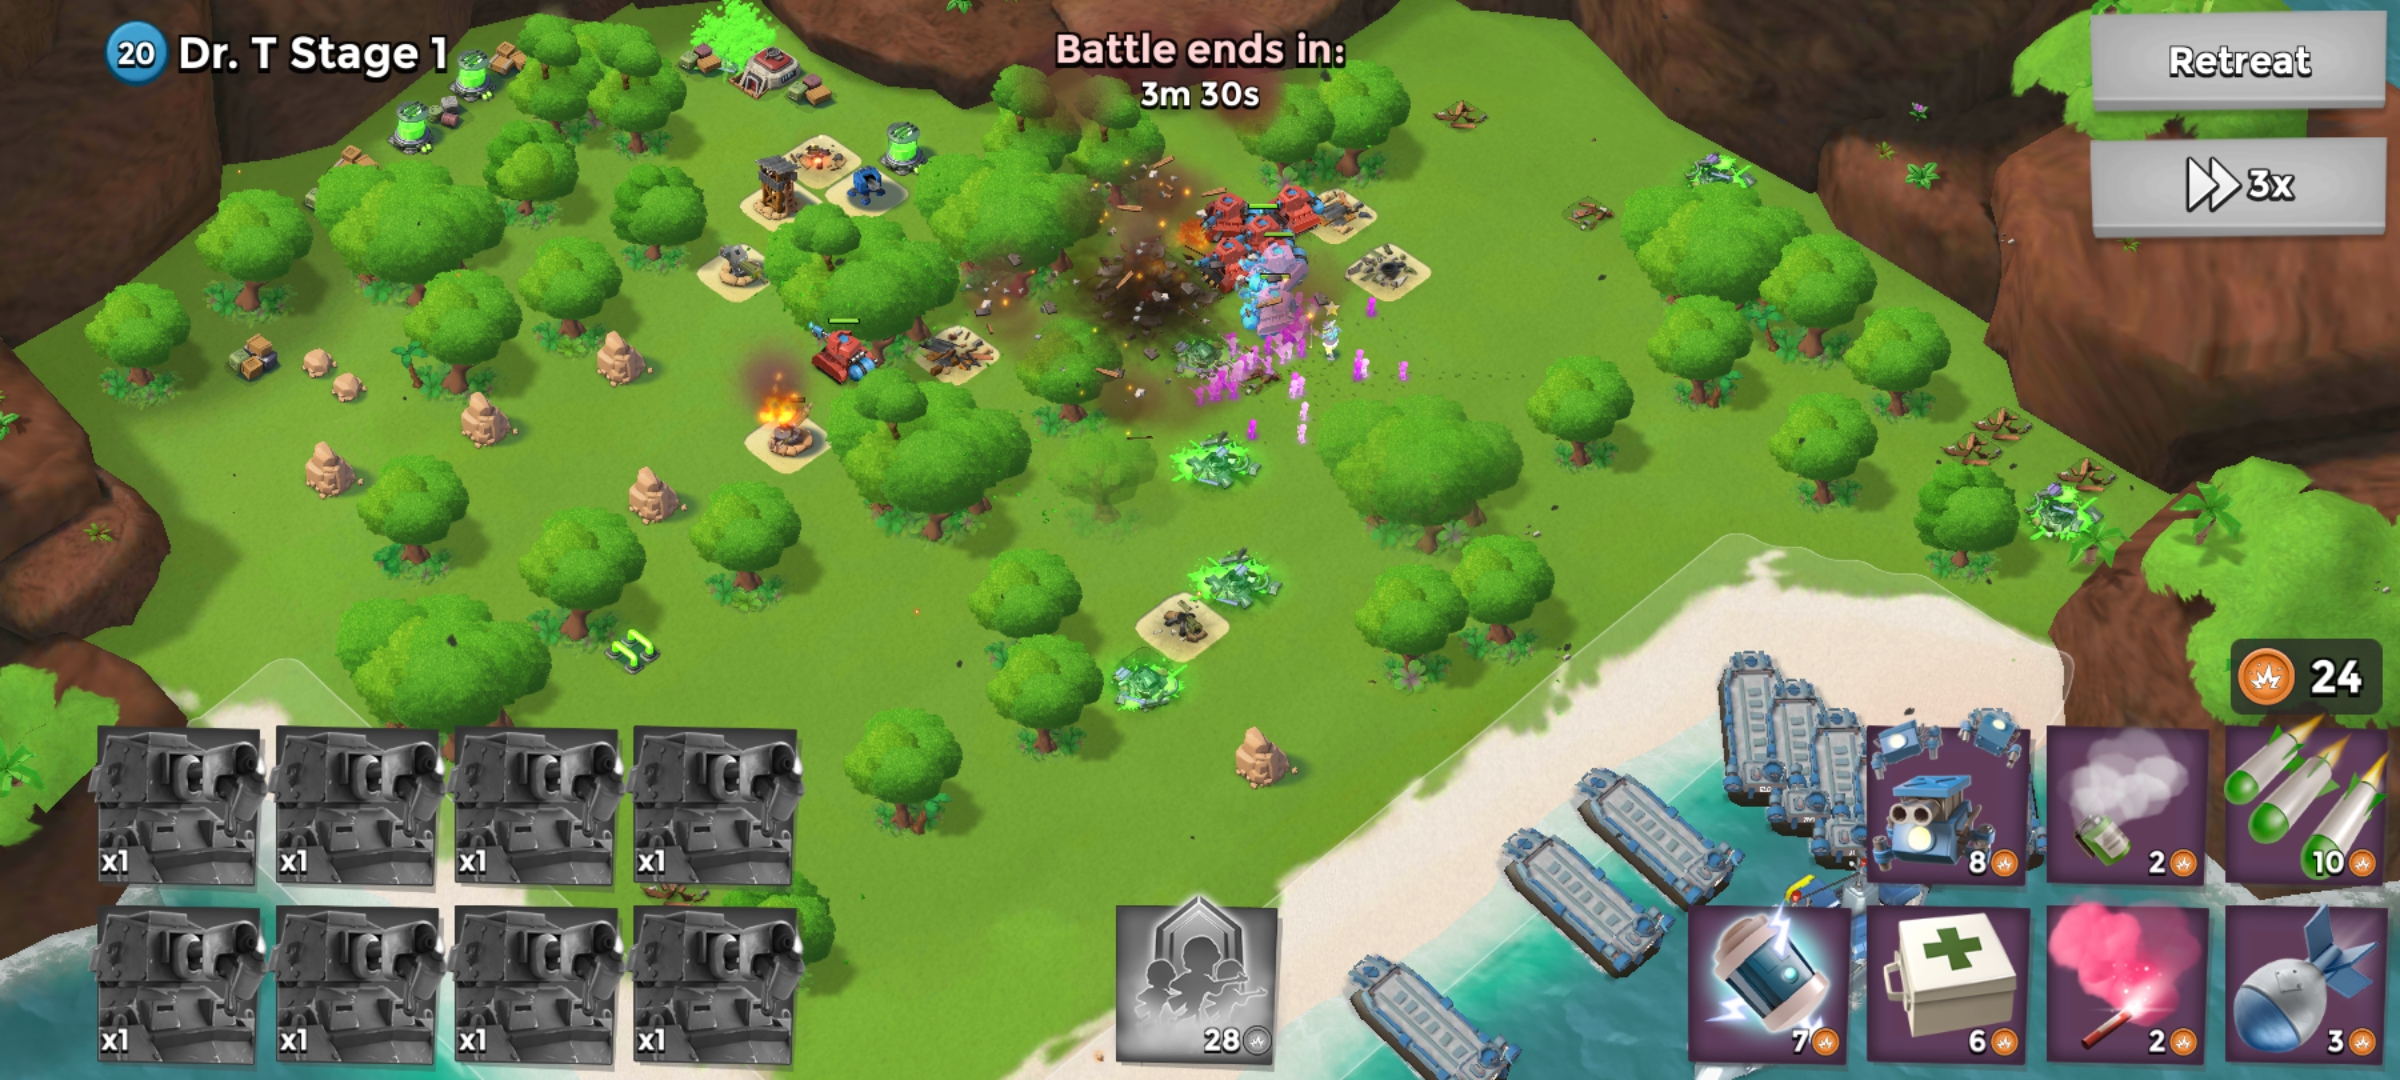 20 Dr. T Stage 1
Battle ends in:
3m 30s
Retreat
3x
24
x1 x1 x1 x1
8 2 10
x1 x1 x1 x1
28
7 6 2 3